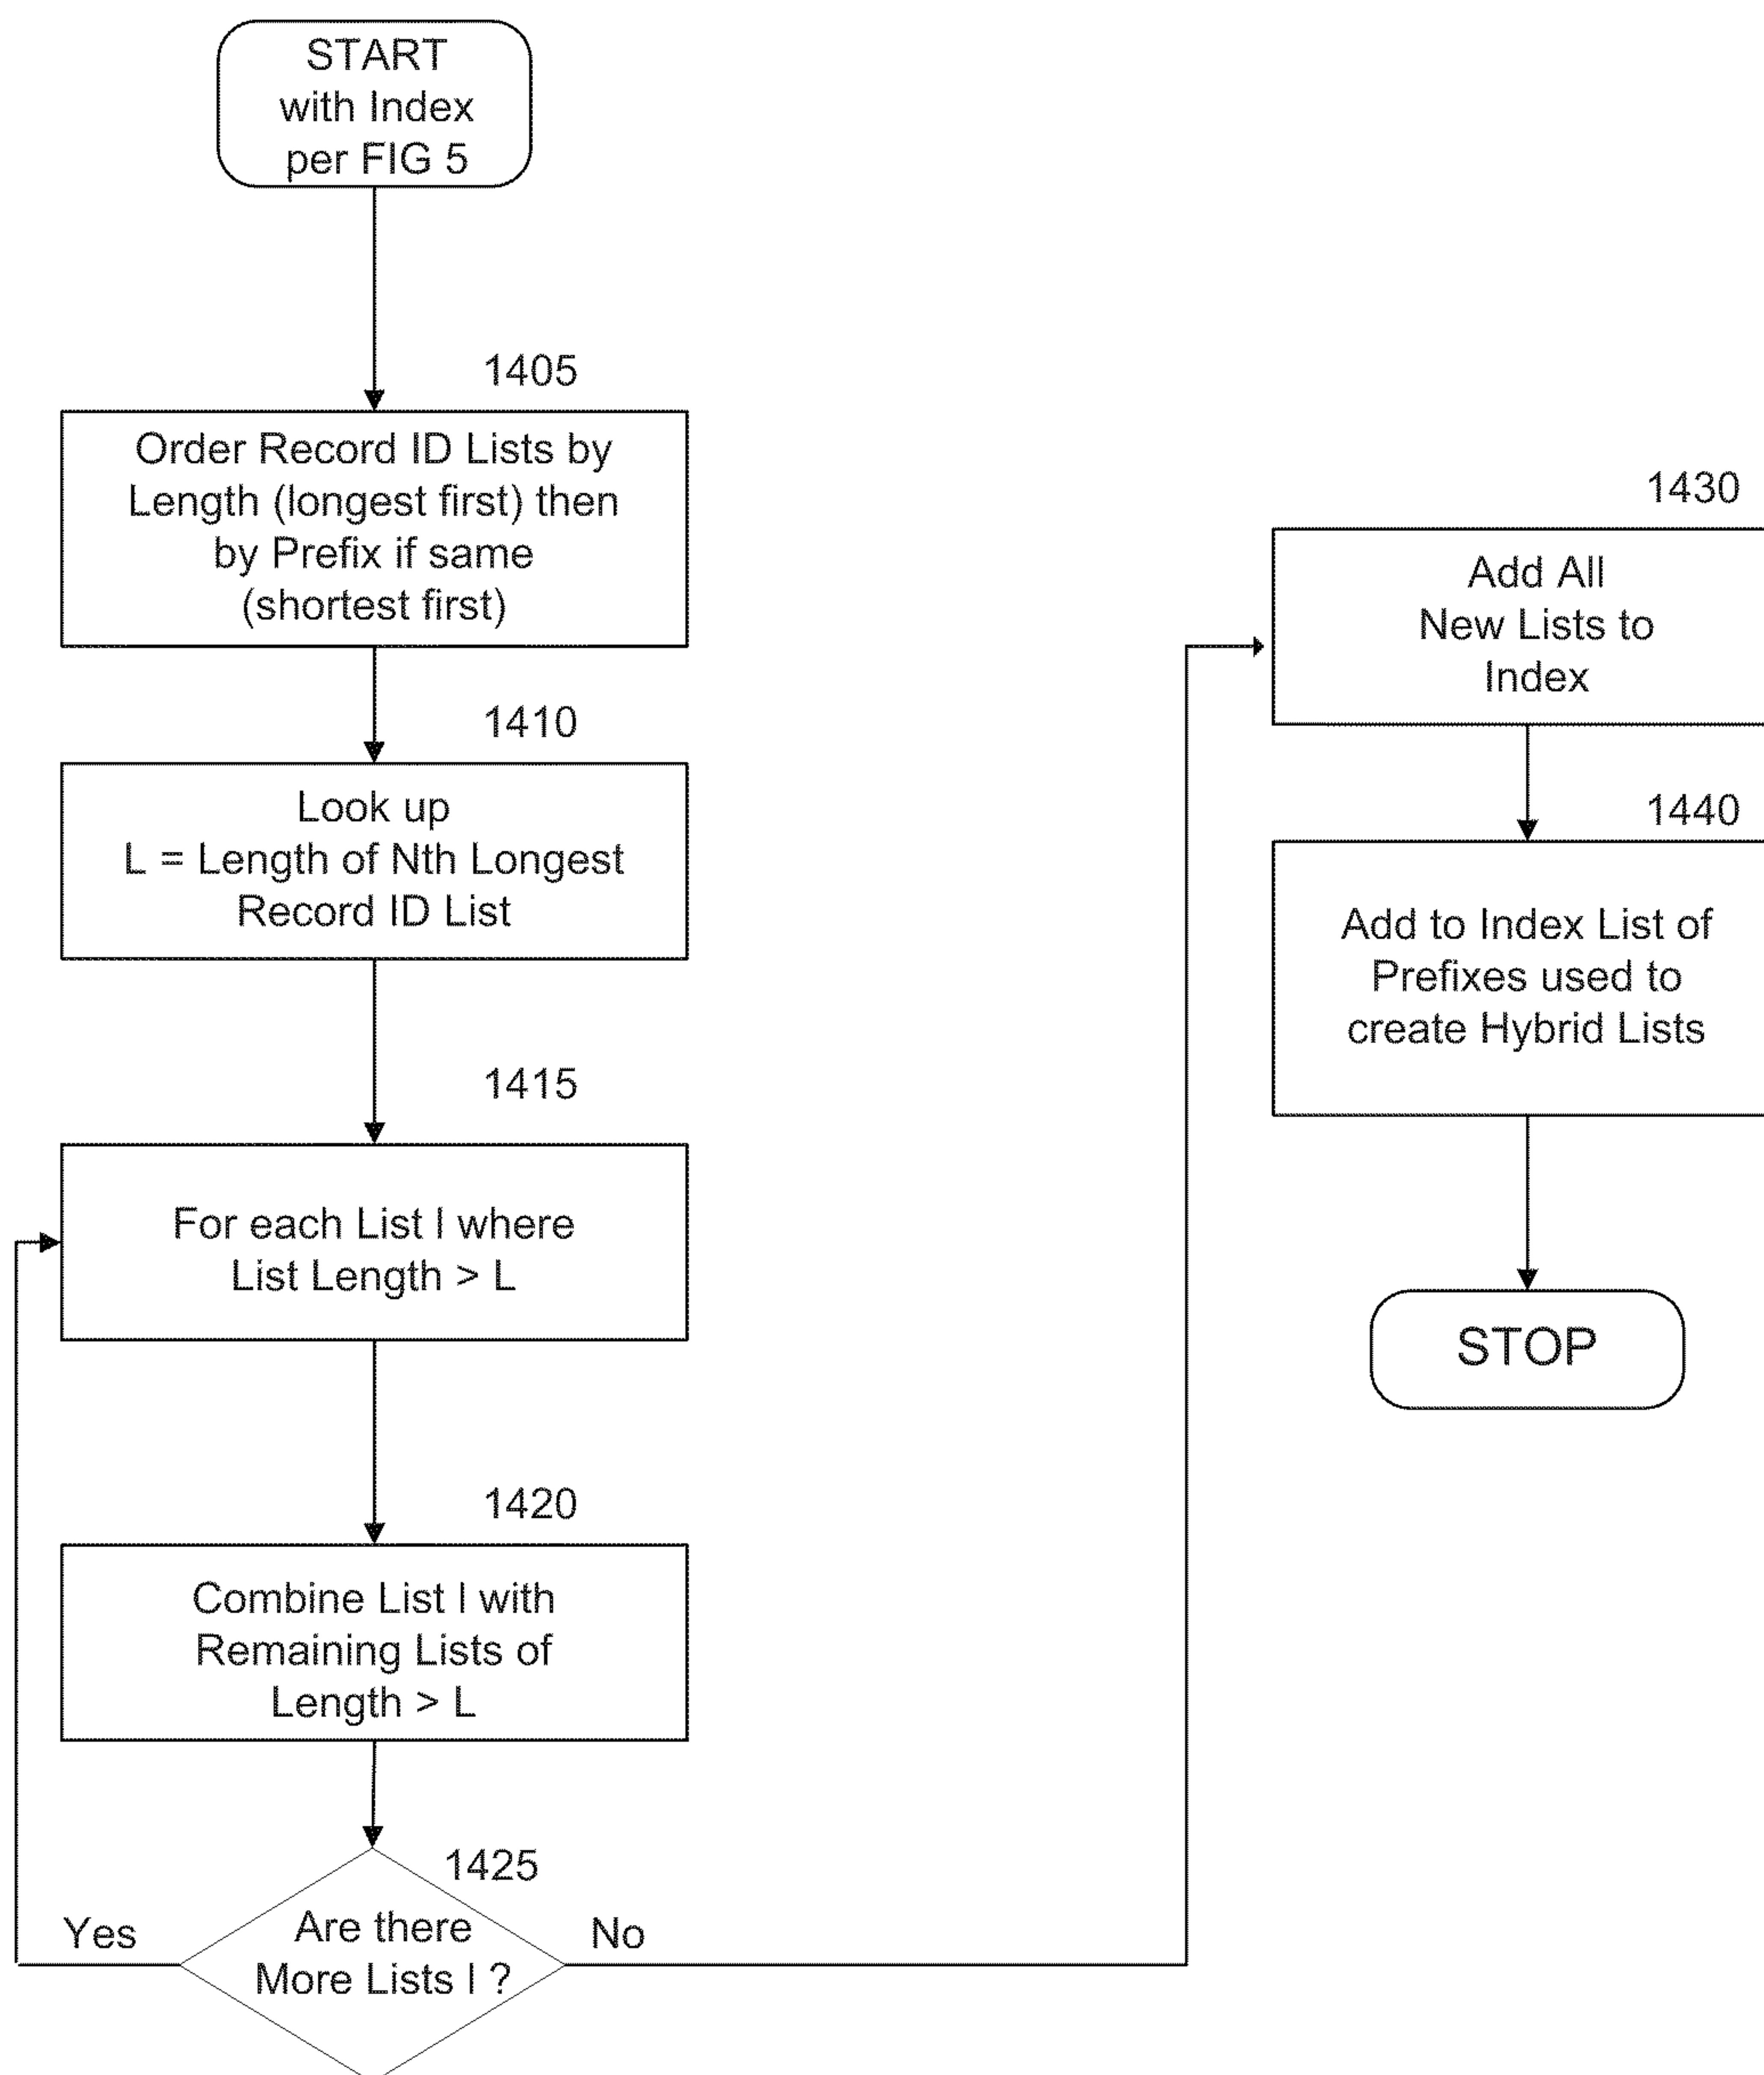 START
with Index
per FIG 5
1405
Order Record ID Lists by
Length (longest first) then
by Prefix if same
(shortest first)
1410
Look up
L = Length of Nth Longest
Record ID List
1415
For each List I where
List Length > L
1420
Combine List I with
Remaining Lists of
Length > L
1425
Are there
More Lists I ?
Yes
No
1430
Add All
New Lists to
Index
1440
Add to Index List of
Prefixes used to
create Hybrid Lists
STOP